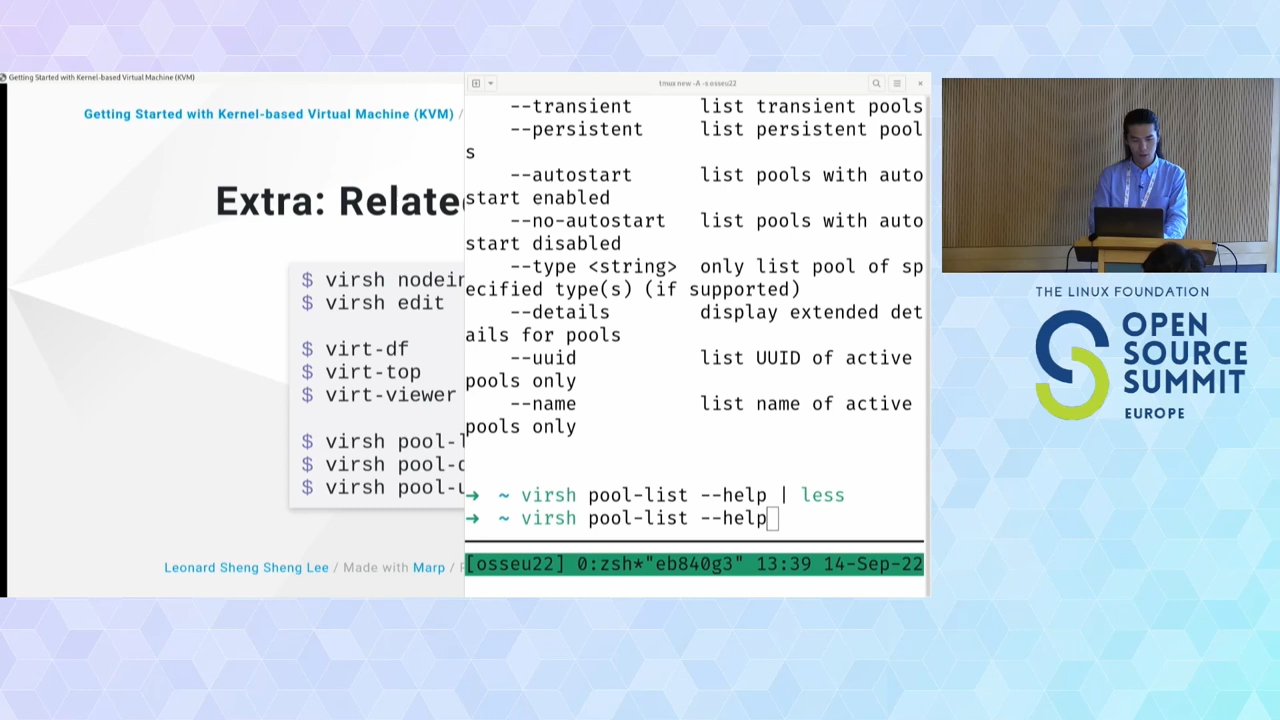 Getting Started with Kernel-based Virtual Machine (KVM)
Getting Started with Kernel-based Virtual Machine (KVM) /
Extra: Relate
$ virsh nodein
$ virsh edit
$ virt-df
$ virt-top
$ virt-viewer
$ virsh pool-l
$ virsh pool-
$ virsh pool-
Leonard Sheng Sheng Lee / Made with Marp /
tmux new -A -s osseu22
--transient list transient pools
--persistent list persistent pool
s
--autostart list pools with auto
start enabled
--no-autostart list pools with auto
start disabled
--type <string> only list pool of sp
ecified type(s) (if supported)
--details display extended det
ails for pools
--uuid list UUID of active
pools only
--name list name of active
pools only
➜ ~ virsh pool-list --help | less
➜ ~ virsh pool-list --help
[osseu22] 0:zsh*"eb840g3" 13:39 14-Sep-22
THE LINUX FOUNDATION
OPEN
SOURCE
SUMMIT
EUROPE